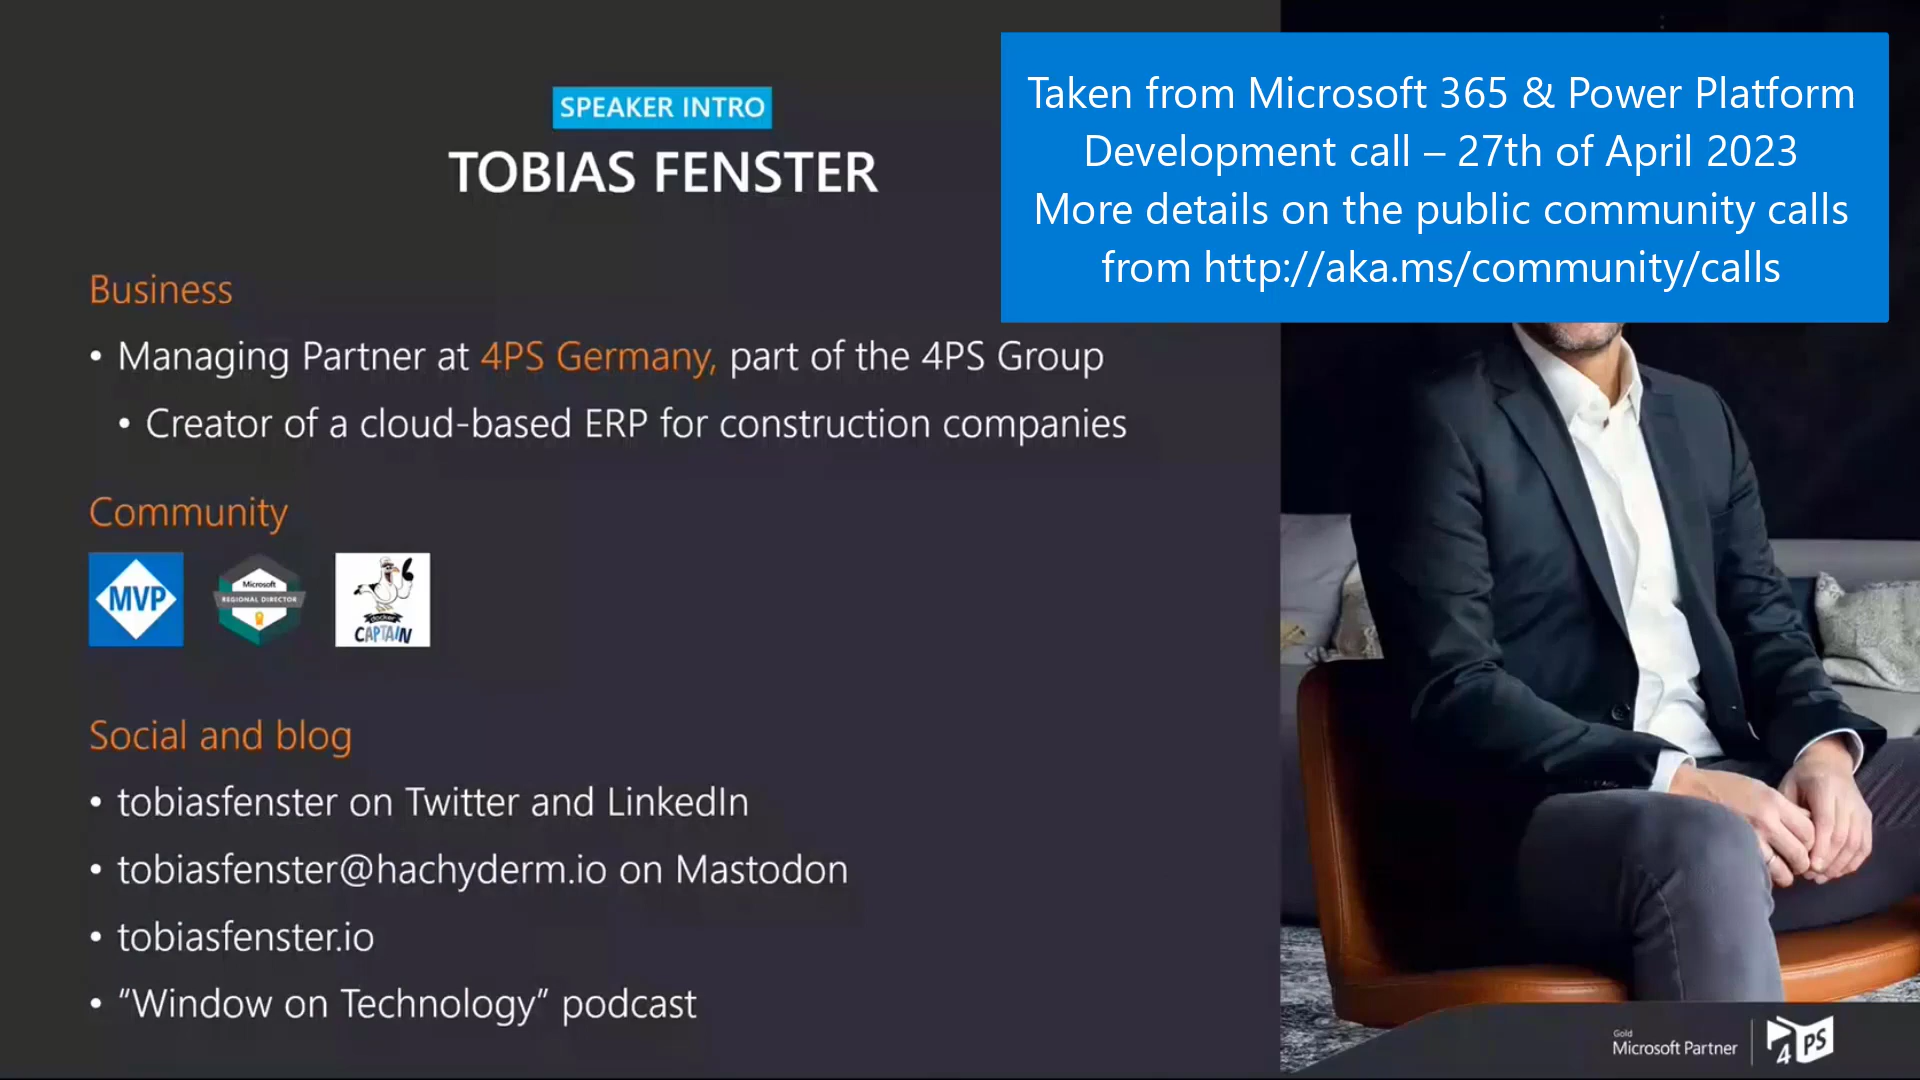 SPEAKER INTRO
TOBIAS FENSTER
Taken from Microsoft 365 & Power Platform
Development call – 27th of April 2023
More details on the public community calls
from http://aka.ms/community/calls
Business
• Managing Partner at 4PS Germany, part of the 4PS Group
• Creator of a cloud-based ERP for construction companies
Community
MVP
Microsoft
REGIONAL DIRECTOR
docker
CAPTAIN
Social and blog
• tobiasfenster on Twitter and LinkedIn
• tobiasfenster@hachyderm.io on Mastodon
• tobiasfenster.io
• “Window on Technology” podcast
Gold
Microsoft Partner
4PS